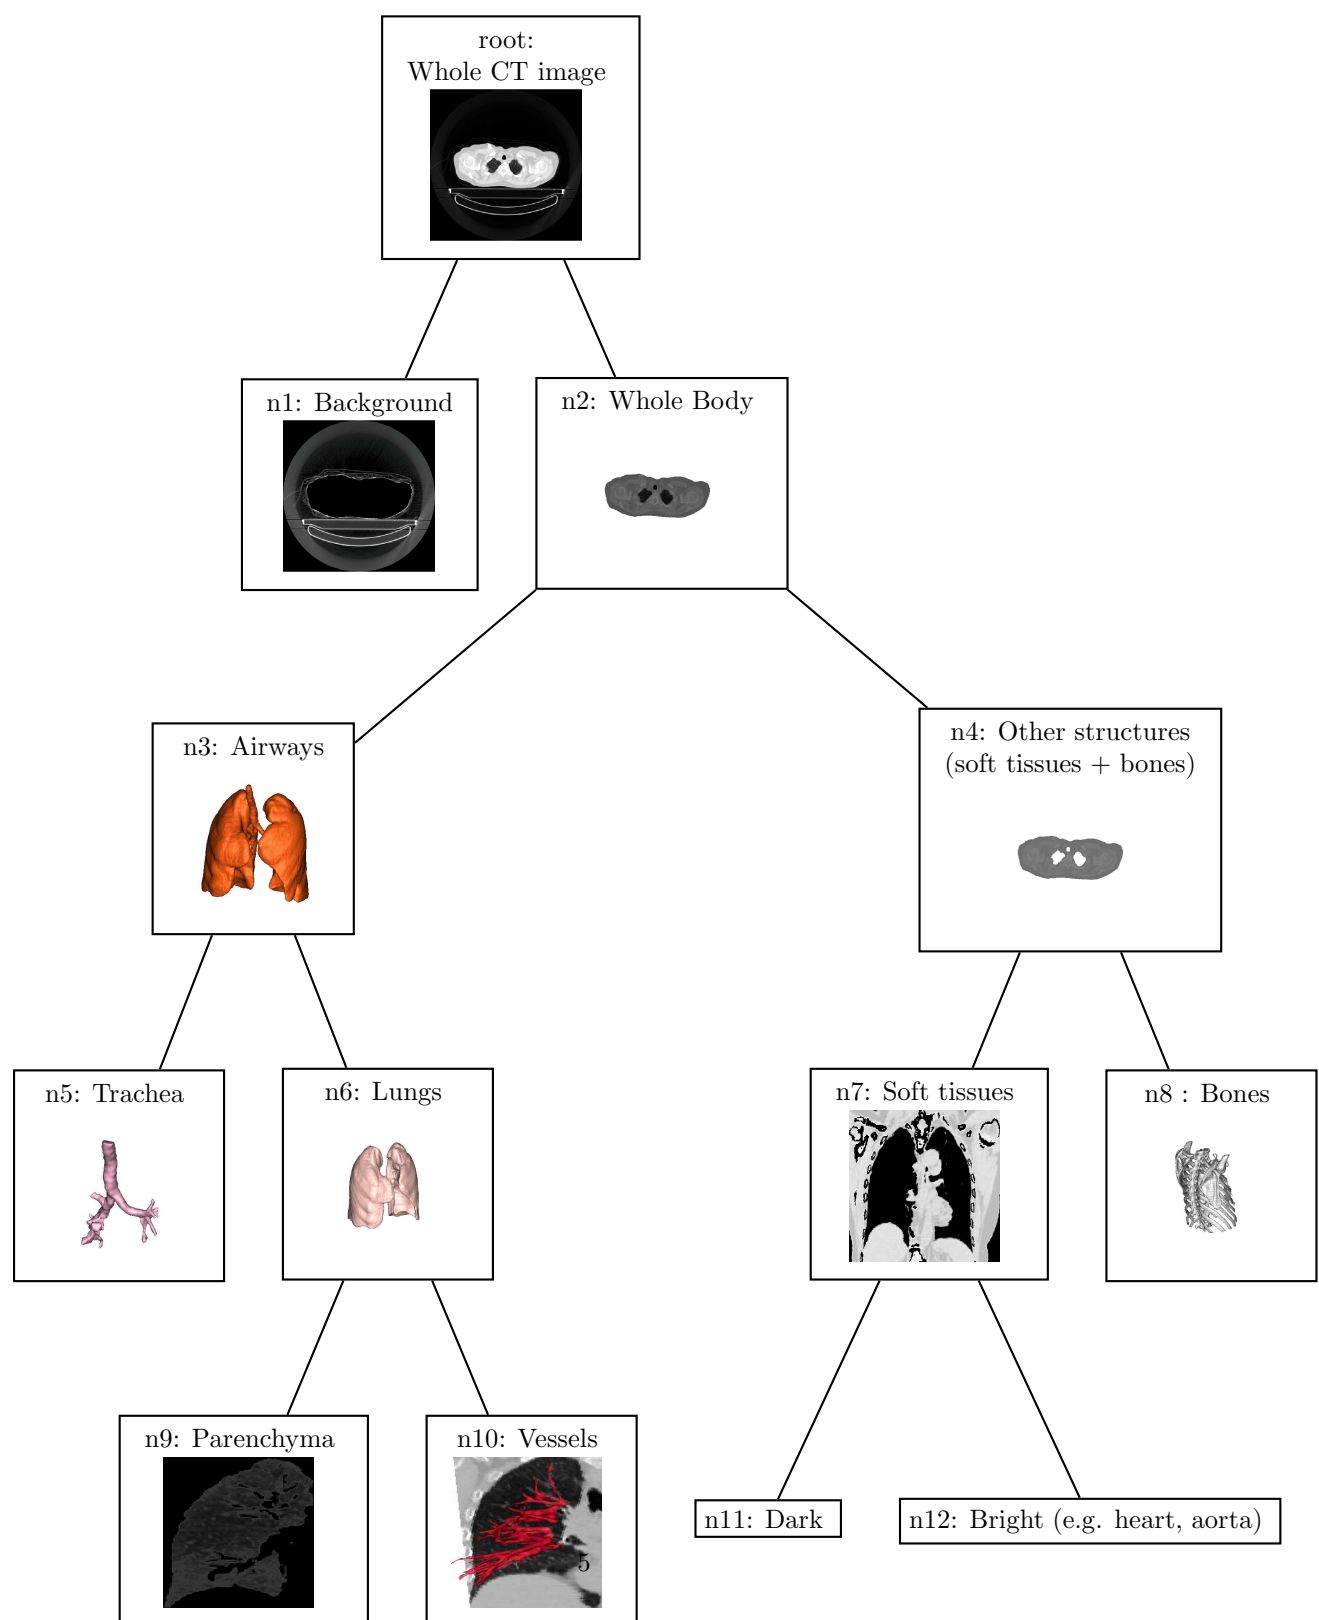 root:
Whole CT image
n1: Background
n2: Whole Body
n3: Airways
n4: Other structures
(soft tissues + bones)
n5: Trachea
n6: Lungs
n7: Soft tissues
n8 : Bones
n9: Parenchyma
n10: Vessels
n11: Dark
n12: Bright (e.g. heart, aorta)
5